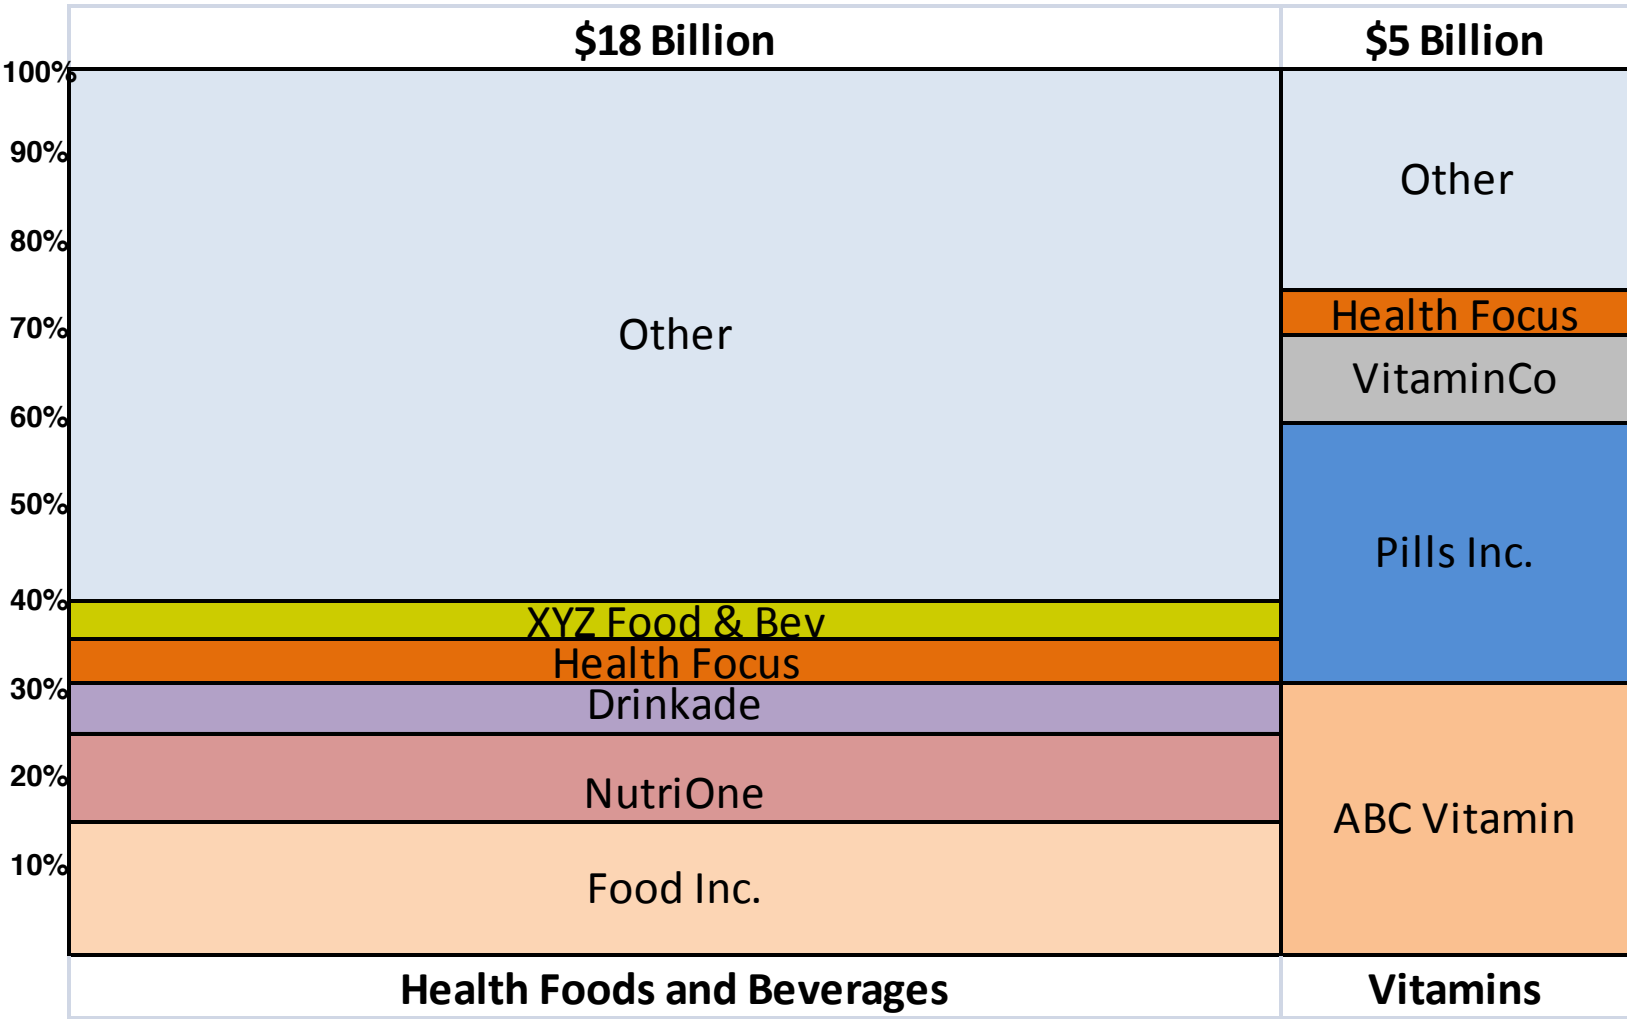 $18 Billion
$5 Billion
100%
90%
80%
70%
60%
50%
40%
30%
20%
10%
Other
XYZ Food & Bev
Health Focus
Drinkade
NutriOne
Food Inc.
Other
Health Focus
VitaminCo
Pills Inc.
ABC Vitamin
Health Foods and Beverages
Vitamins